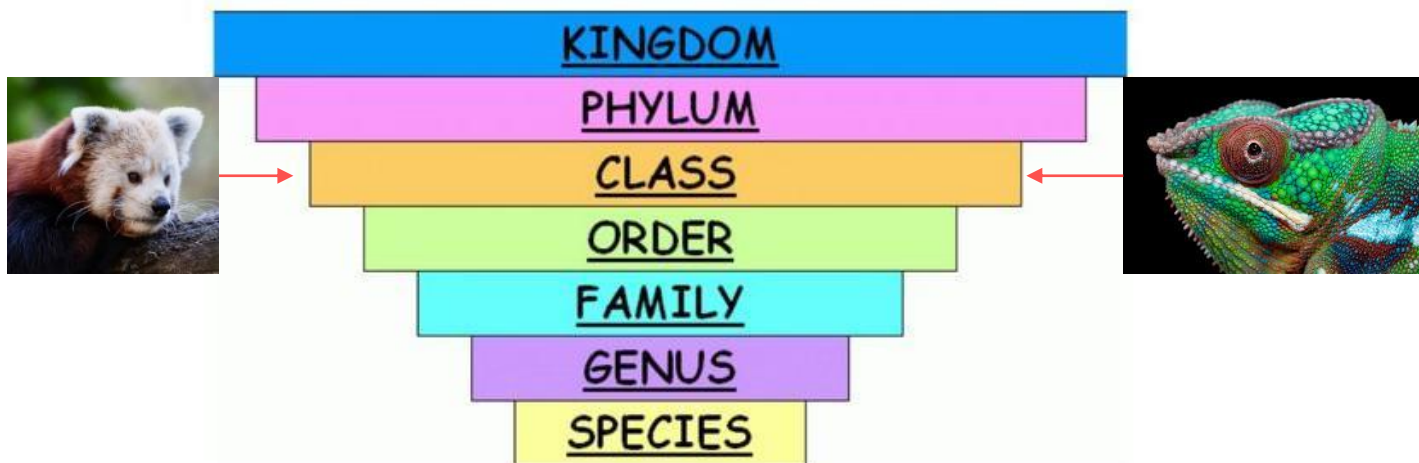 KINGDOM
PHYLUM
CLASS
ORDER
FAMILY
GENUS
SPECIES